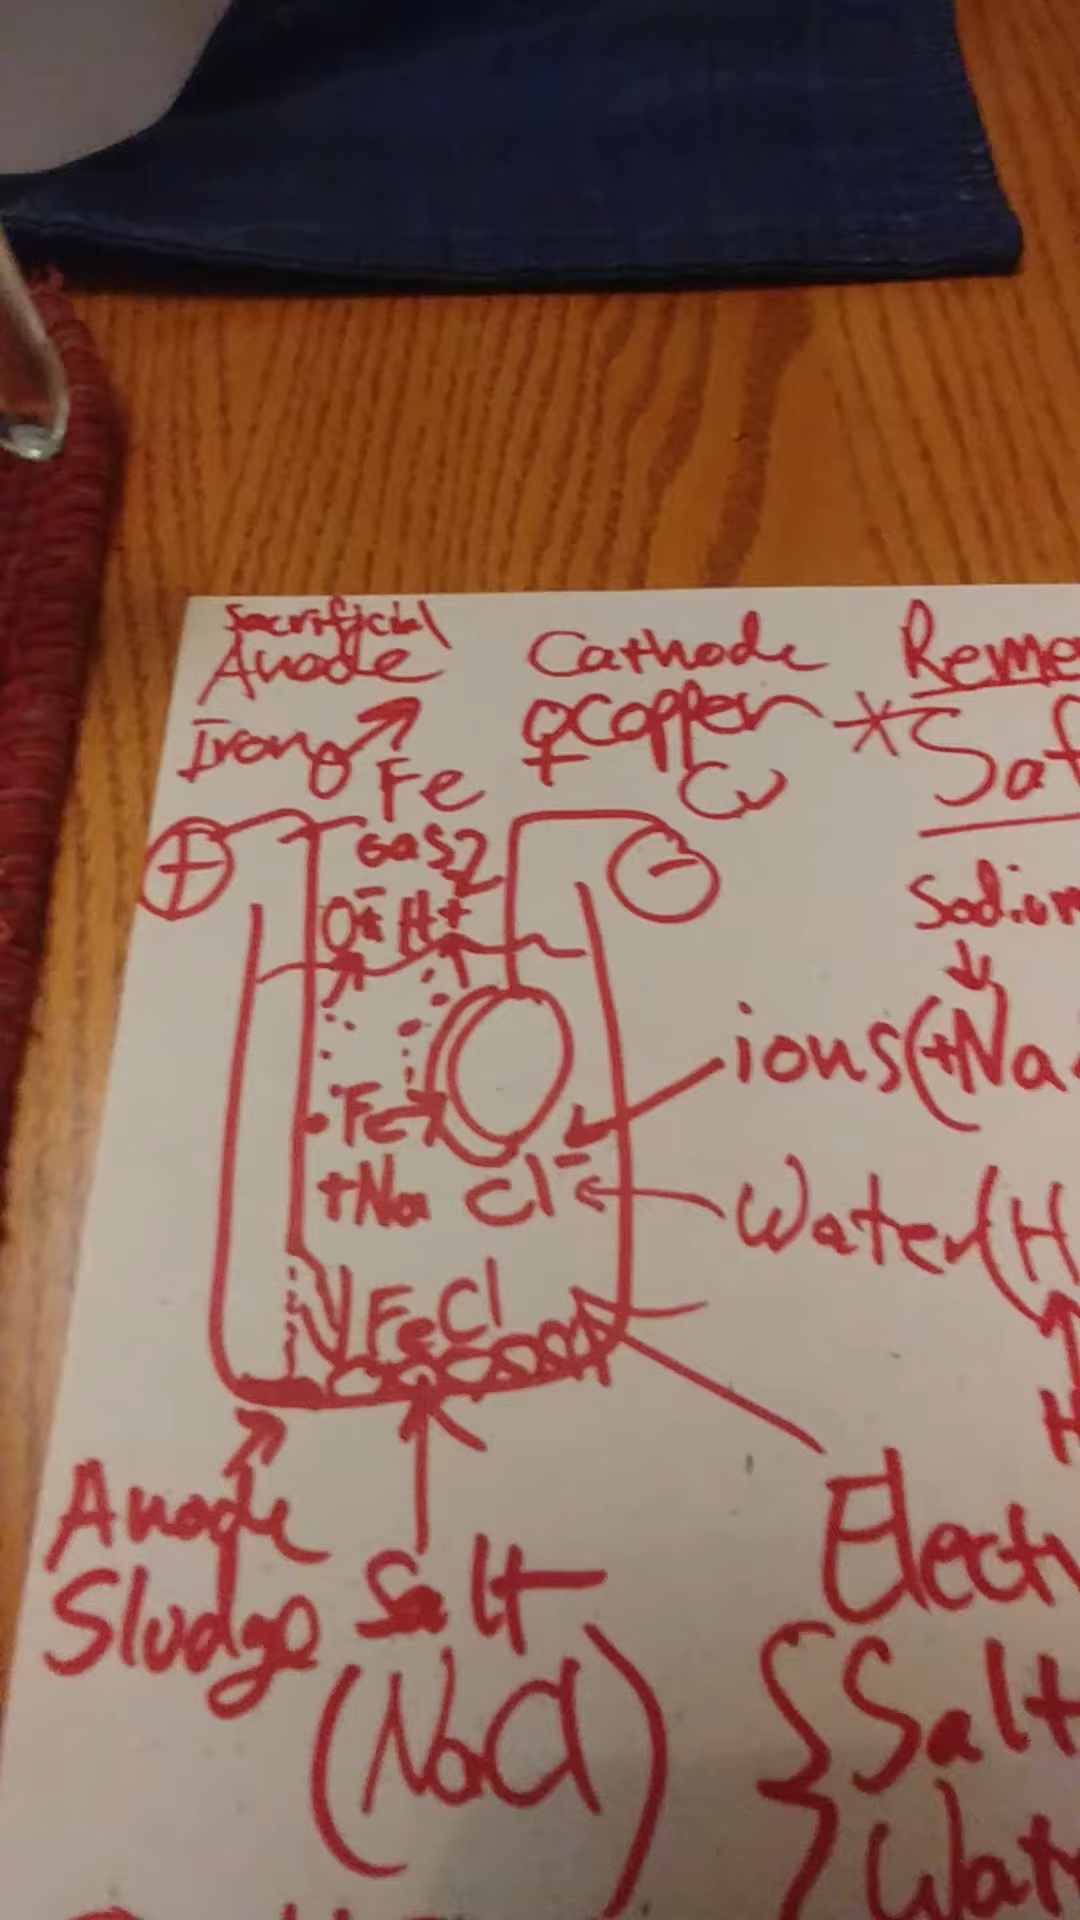 Sacrificial
Anode
Iron
Fe
Cathode
♀Copper
Cu
Reme
*Saf
+
Gas
-
O H+
Sodium
ions(+Na
Fe
+Na Cl-
Water(H
FeCl
H
Anode
Sludge
Salt
(NaCl)
Electr
{Salt
Wat